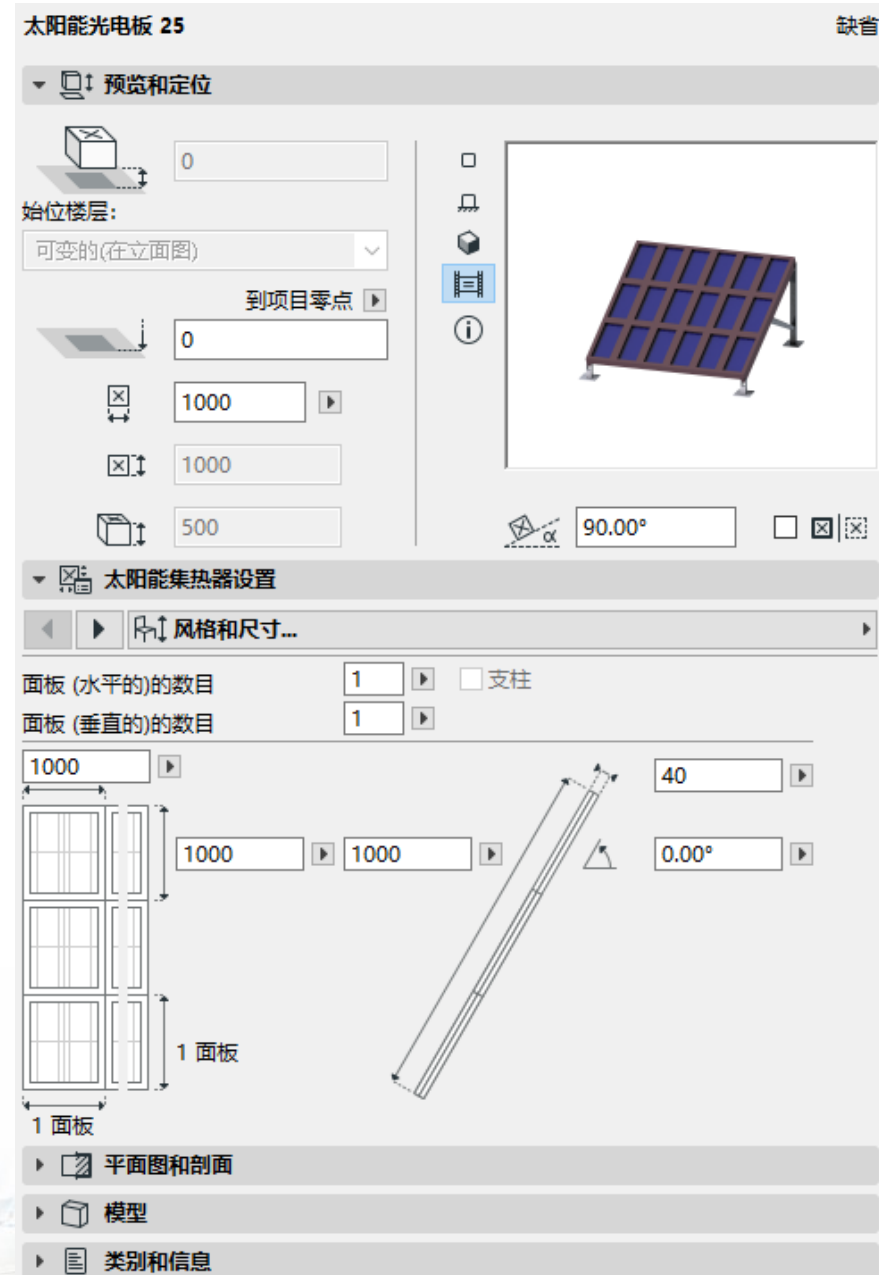 太阳能光电板 25
缺省
预览和定位
0
始位楼层:
可变的(在立面图)
到项目零点
0
1000
1000
500
α
90.00°
太阳能集热器设置
风格和尺寸...
面板 (水平的)的数目
1
支柱
面板 (垂直的)的数目
1
1000
40
1000
1000
0.00°
1 面板
1 面板
平面图和剖面
模型
类别和信息